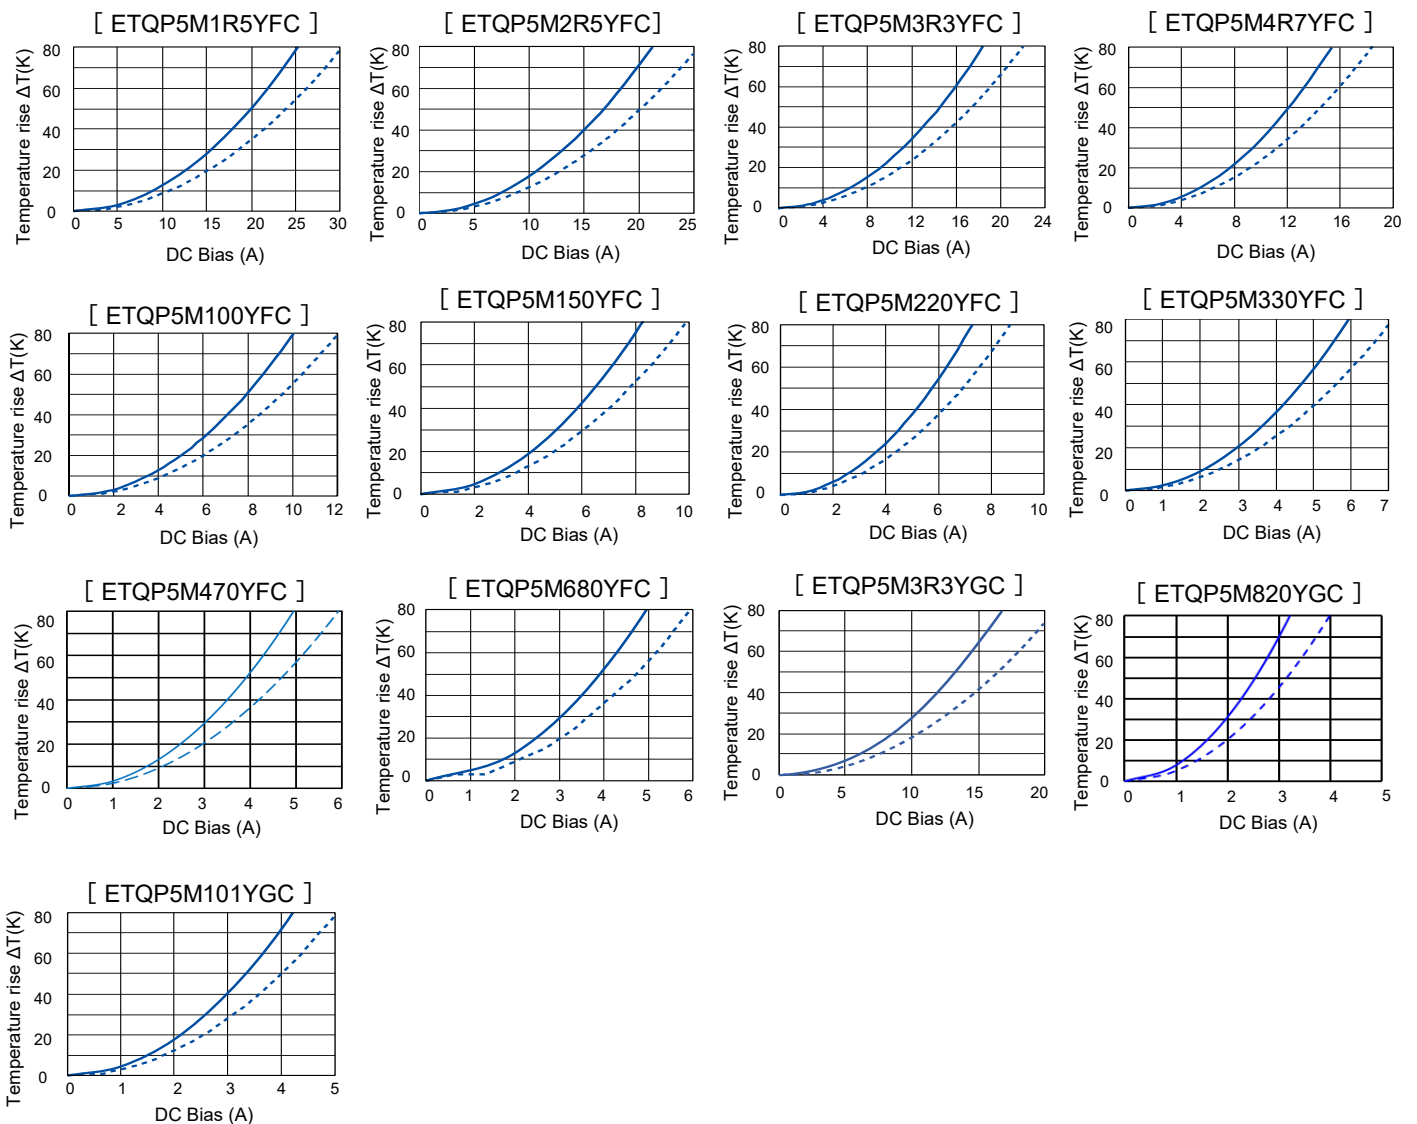 [ ETQP5M1R5YFC ]
Temperature rise ΔT(K)
80
60
40
20
0
0 5 10 15 20 25 30
DC Bias (A)
[ ETQP5M2R5YFC ]
Temperature rise ΔT(K)
80
60
40
20
0
0 5 10 15 20 25
DC Bias (A)
[ ETQP5M3R3YFC ]
Temperature rise ΔT(K)
80
60
40
20
0
0 4 8 12 16 20 24
DC Bias (A)
[ ETQP5M4R7YFC ]
Temperature rise ΔT(K)
80
60
40
20
0
0 4 8 12 16 20
DC Bias (A)
[ ETQP5M100YFC ]
Temperature rise ΔT(K)
80
60
40
20
0
0 2 4 6 8 10 12
DC Bias (A)
[ ETQP5M150YFC ]
Temperature rise ΔT(K)
80
60
40
20
0
0 2 4 6 8 10
DC Bias (A)
[ ETQP5M220YFC ]
Temperature rise ΔT(K)
80
60
40
20
0
0 2 4 6 8 10
DC Bias (A)
[ ETQP5M330YFC ]
Temperature rise ΔT(K)
80
60
40
20
0
0 1 2 3 4 5 6 7
DC Bias (A)
[ ETQP5M470YFC ]
Temperature rise ΔT(K)
80
60
40
20
0
0 1 2 3 4 5 6
DC Bias (A)
[ ETQP5M680YFC ]
Temperature rise ΔT(K)
80
60
40
20
0
0 1 2 3 4 5 6
DC Bias (A)
[ ETQP5M3R3YGC ]
Temperature rise ΔT(K)
80
60
40
20
0
0 5 10 15 20
DC Bias (A)
[ ETQP5M820YGC ]
Temperature rise ΔT(K)
80
60
40
20
0
0 1 2 3 4 5
DC Bias (A)
[ ETQP5M101YGC ]
Temperature rise ΔT(K)
80
60
40
20
0
0 1 2 3 4 5
DC Bias (A)